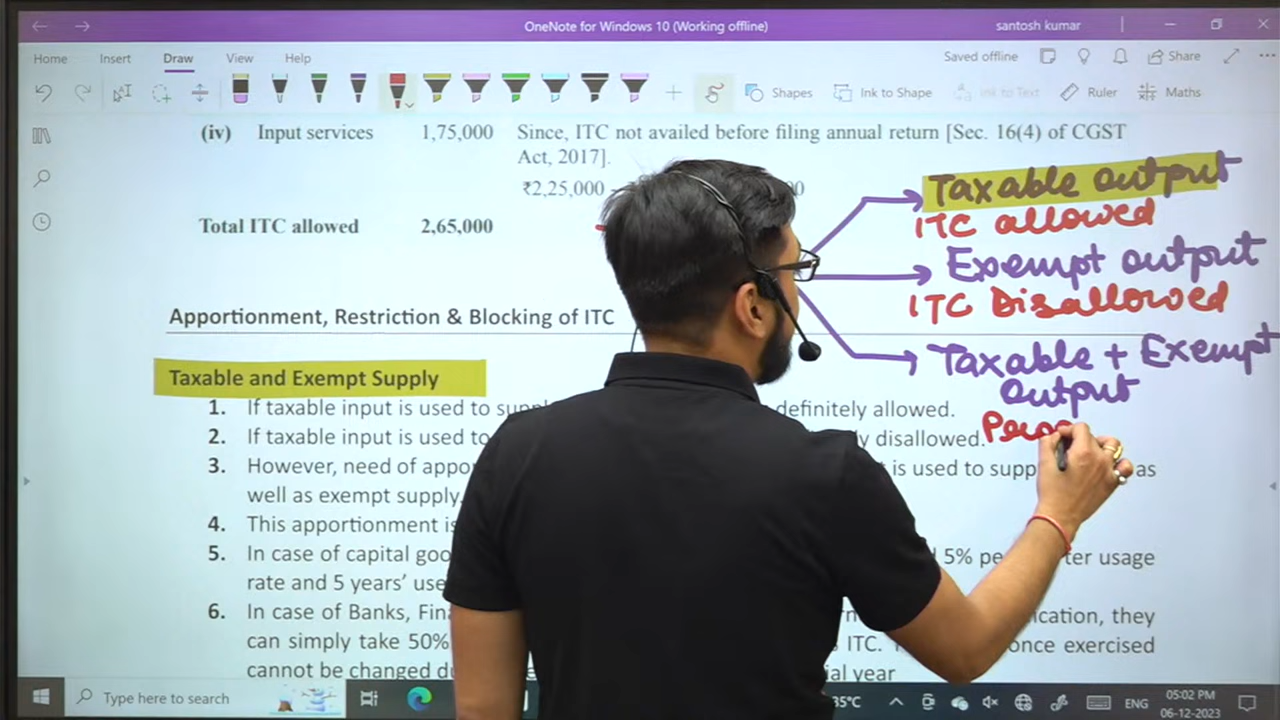 OneNote for Windows 10 (Working offline)
santosh kumar
Home Insert Draw View Help
Saved offline Share
Shapes Ink to Shape Ink to Text Ruler Maths
(iv) Input services 1,75,000 Since, ITC not availed before filing annual return [Sec. 16(4) of CGST
Act, 2017].
₹2,25,000
Total ITC allowed 2,65,000
Taxable output
ITC allowed
Exempt output
ITC Disallowed
Taxable + Exempt
Output
Apportionment, Restriction & Blocking of ITC
Taxable and Exempt Supply
1. If taxable input is used to definitely allowed.
2. If taxable input is used to disallowed.
3. However, need of is used to as
well as exempt supply.
4. This apportionment
5. In case of capital 5% usage
rate and 5 years'
6. In case of Banks, they
can simply take 50% ITC. once exercised
cannot be changed year
Type here to search
35°C ENG 05:02 PM
06-12-2023